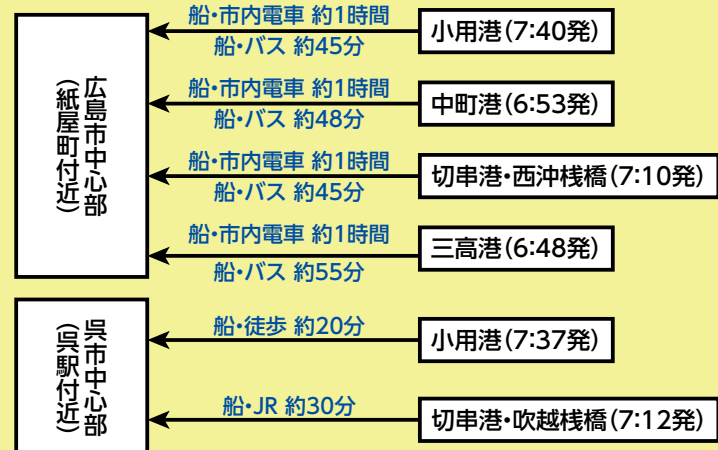 広島市中心部
（紙屋町付近）
船・市内電車 約1時間
船・バス 約45分
小用港（7:40発）
船・市内電車 約1時間
船・バス 約48分
中町港（6:53発）
船・市内電車 約1時間
船・バス 約45分
切串港・西沖桟橋（7:10発）
船・市内電車 約1時間
船・バス 約55分
三高港（6:48発）
呉市中心部
（呉駅付近）
船・徒歩 約20分
小用港（7:37発）
船・JR 約30分
切串港・吹越桟橋（7:12発）